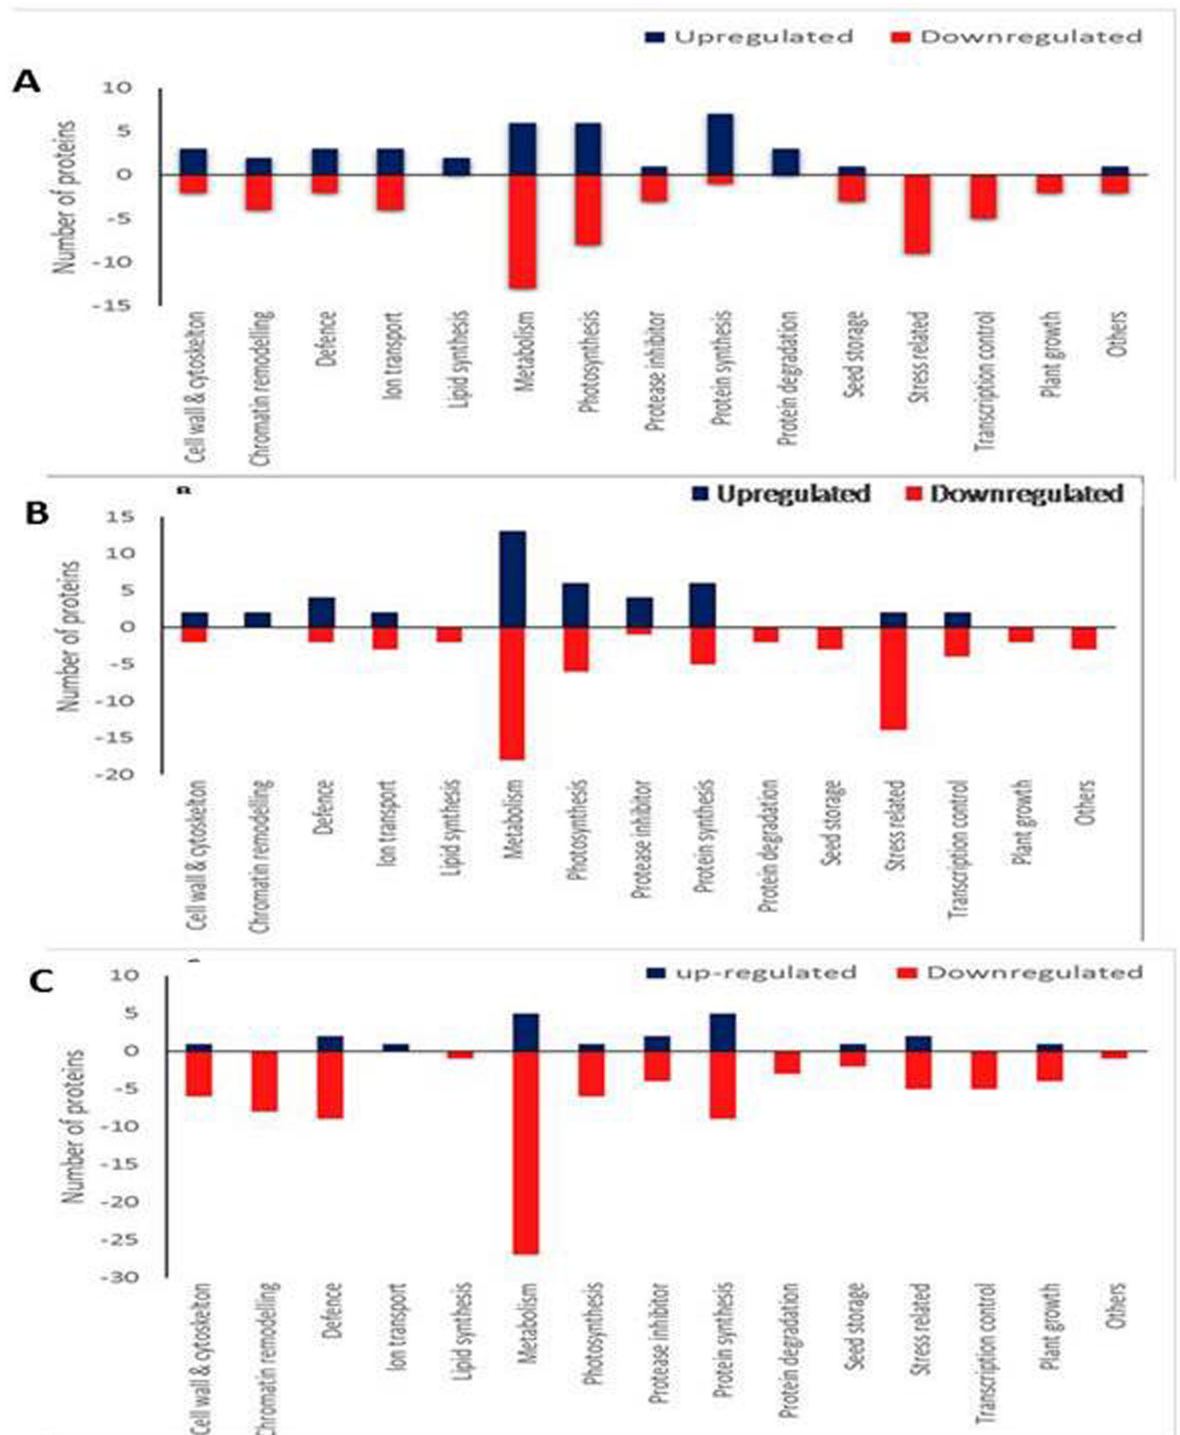 Upregulated Downregulated
A
10
5
0
-5
-10
-15
Number of proteins
Cell wall & cytoskelton
Chromatin remodelling
Defence
Ion transport
Lipid synthesis
Metabolism
Photosynthesis
Protease inhibitor
Protein synthesis
Protein degradation
Seed storage
Stress related
Transcription control
Plant growth
Others
Upregulated Downregulated
B
15
10
5
0
-5
-10
-15
-20
Number of proteins
Cell wall & cytoskelton
Chromatin remodelling
Defence
Ion transport
Lipid synthesis
Metabolism
Photosynthesis
Protease inhibitor
Protein synthesis
Protein degradation
Seed storage
Stress related
Transcription control
Plant growth
Others
up-regulated Downregulated
C
10
5
0
-5
-10
-15
-20
-25
-30
Number of proteins
Cell wall & cytoskelton
Chromatin remodelling
Defence
Ion transport
Lipid synthesis
Metabolism
Photosynthesis
Protease inhibitor
Protein synthesis
Protein degradation
Seed storage
Stress related
Transcription control
Plant growth
Others